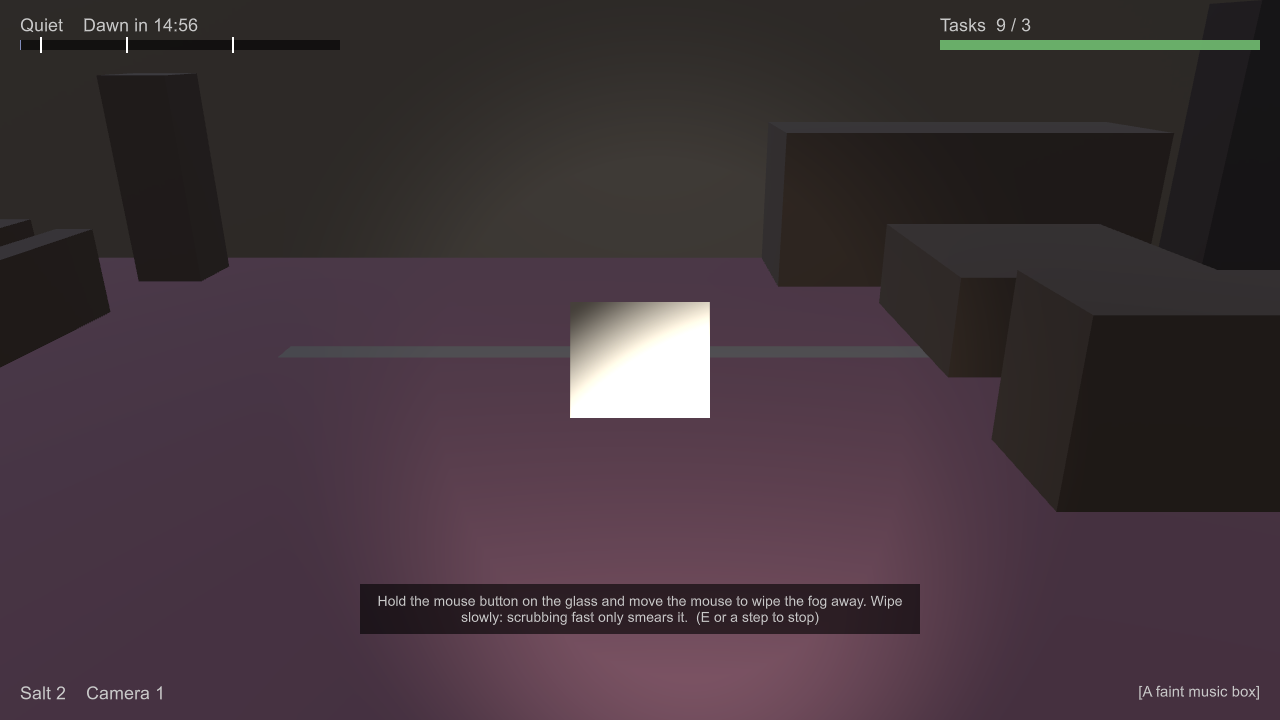 Quiet Dawn in 14:56
Tasks 9 / 3
Hold the mouse button on the glass and move the mouse to wipe the fog away. Wipe
slowly: scrubbing fast only smears it. (E or a step to stop)
Salt 2 Camera 1
[A faint music box]